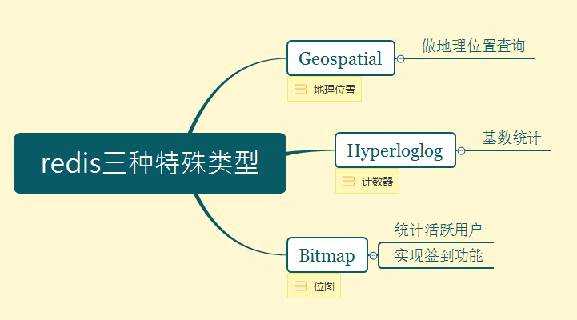 redis三种特殊类型
Geospatial
做地理位置查询
地理位置
Hyperloglog
基数统计
计数器
Bitmap
统计活跃用户
实现签到功能
位图